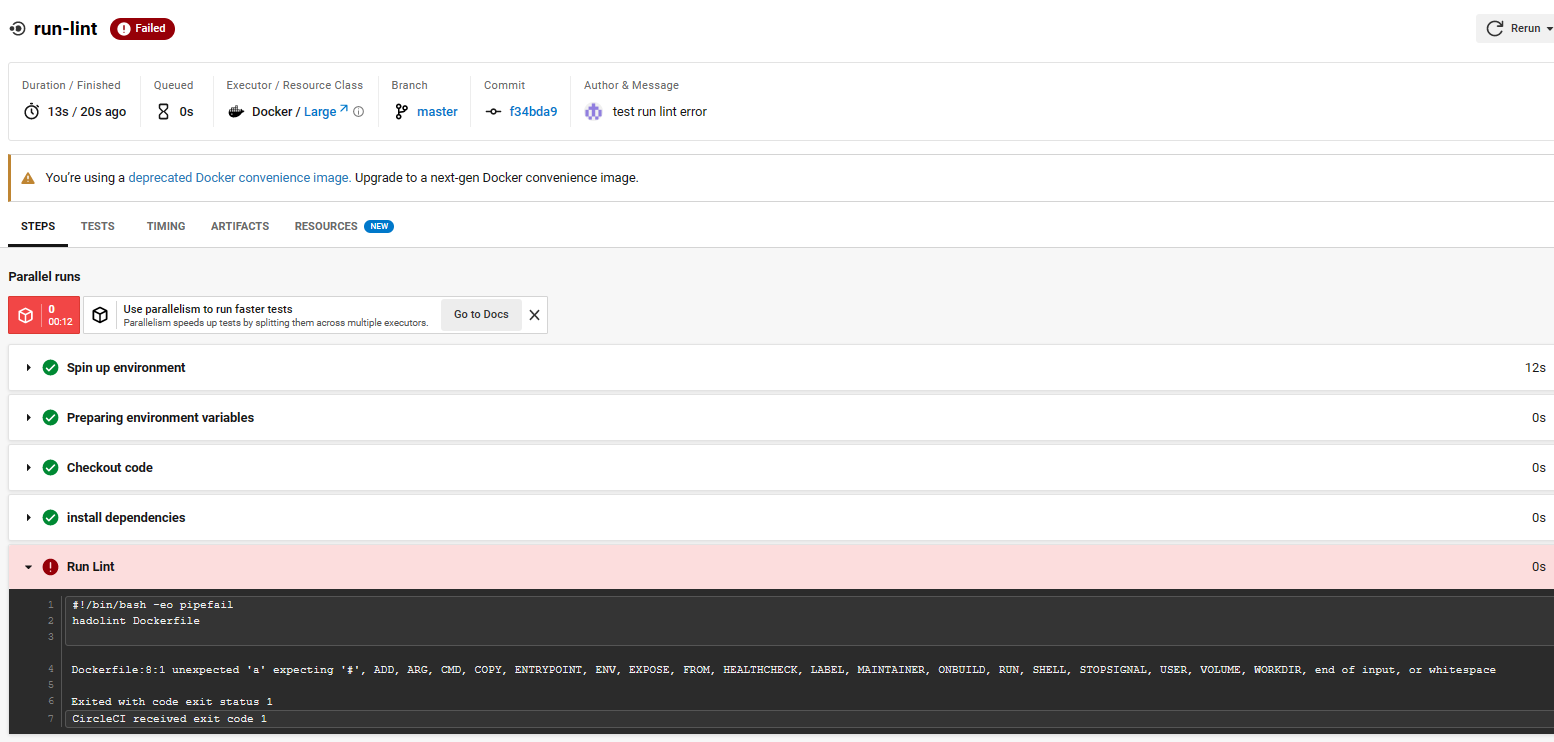 run-lint Failed Rerun
Duration / Finished Queued Executor / Resource Class Branch Commit Author & Message
13s / 20s ago 0s Docker / Large master f34bda9 test run lint error
You're using a deprecated Docker convenience image. Upgrade to a next-gen Docker convenience image.
STEPS TESTS TIMING ARTIFACTS RESOURCES NEW
Parallel runs
0
00:12
Use parallelism to run faster tests
Parallelism speeds up tests by splitting them across multiple executors.
Go to Docs
Spin up environment 12s
Preparing environment variables 0s
Checkout code 0s
install dependencies 0s
Run Lint 0s
1 #!/bin/bash -eo pipefail
2 hadolint Dockerfile
3
4 Dockerfile:8:1 unexpected 'a' expecting '#', ADD, ARG, CMD, COPY, ENTRYPOINT, ENV, EXPOSE, FROM, HEALTHCHECK, LABEL, MAINTAINER, ONBUILD, RUN, SHELL, STOPSIGNAL, USER, VOLUME, WORKDIR, end of input, or whitespace
5
6 Exited with code exit status 1
7 CircleCI received exit code 1